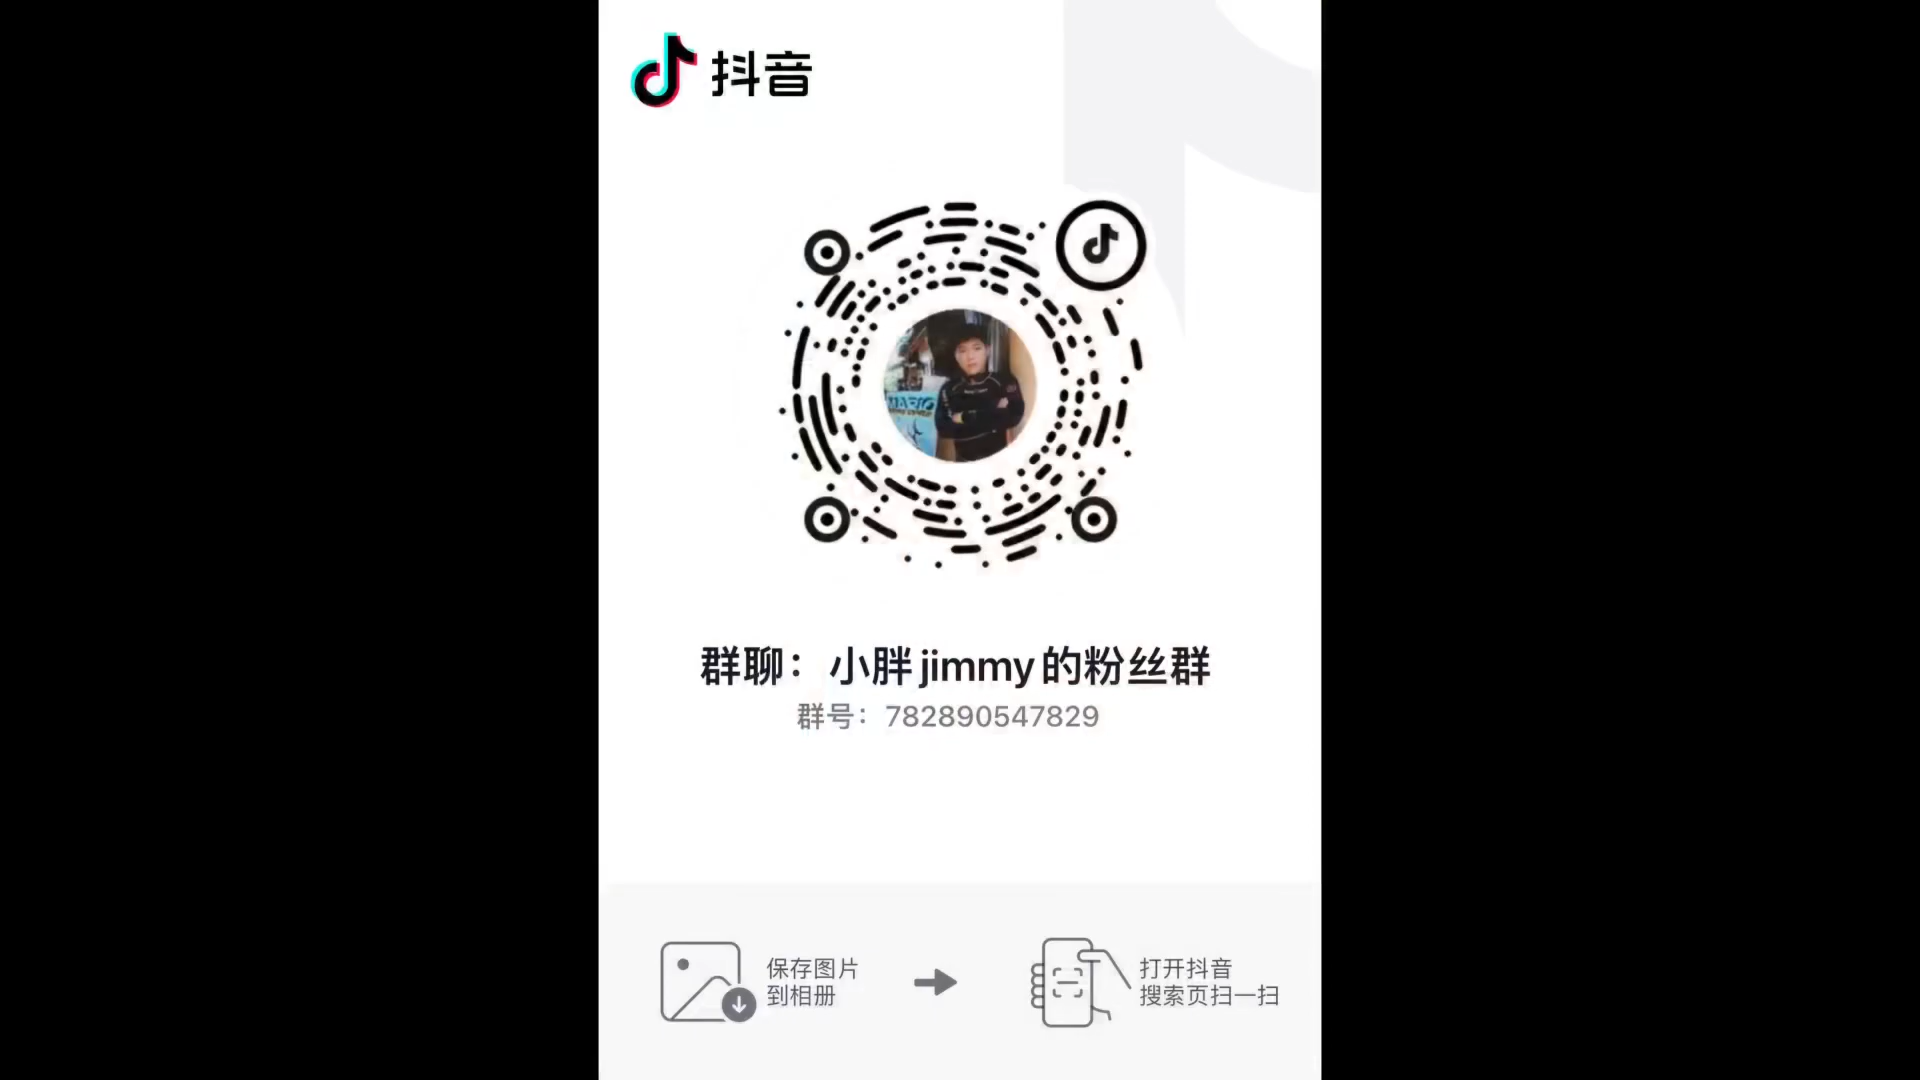 抖音
群聊：小胖jimmy的粉丝群
群号：782890547829
保存图片
到相册
打开抖音
搜索页扫一扫